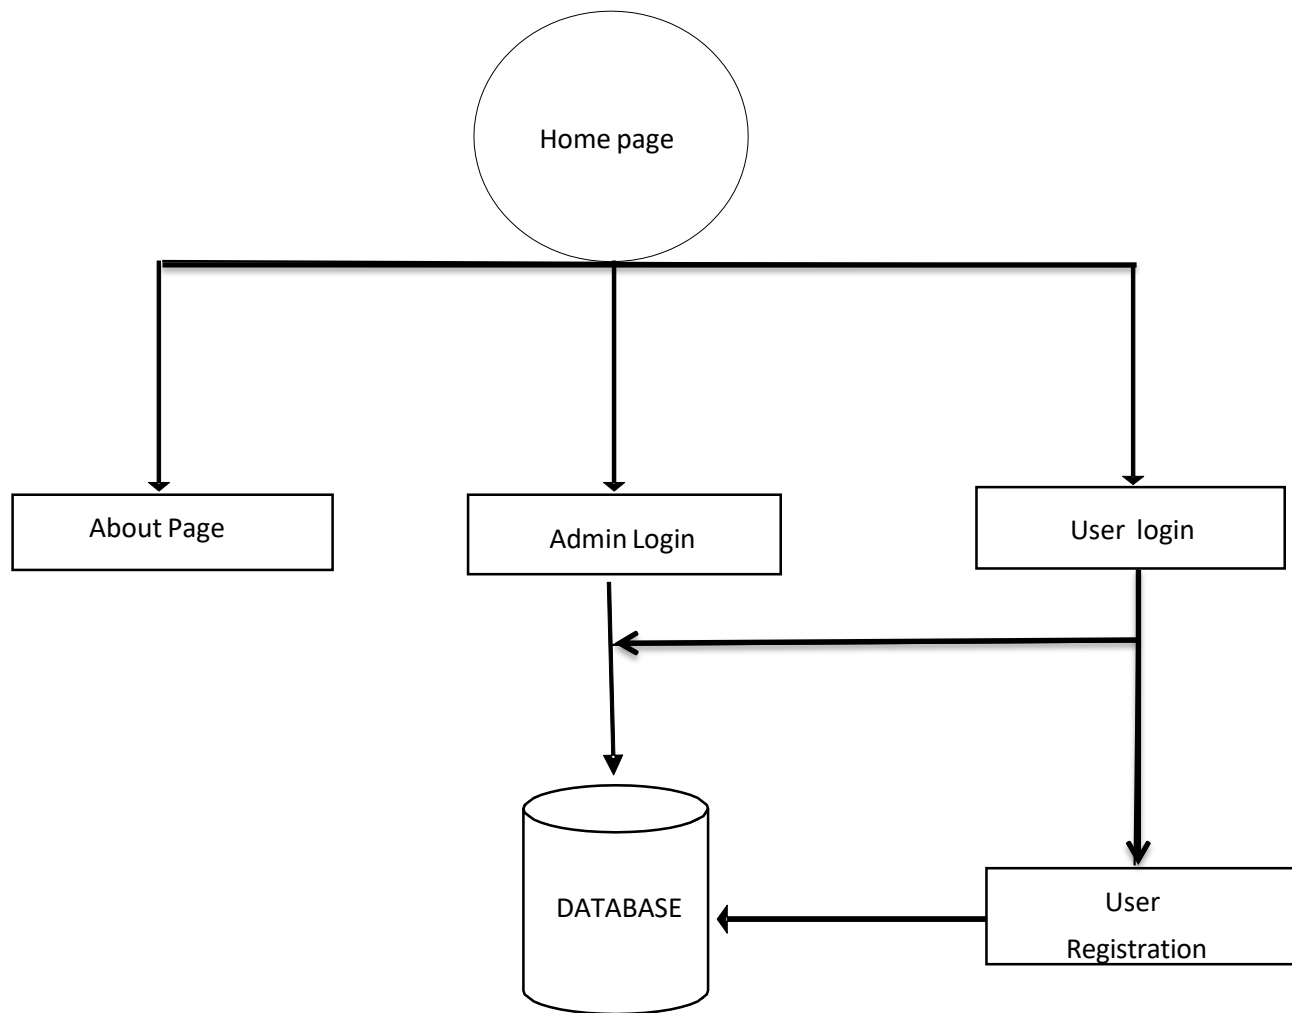 Home page
About Page
Admin Login
User login
DATABASE
User
Registration